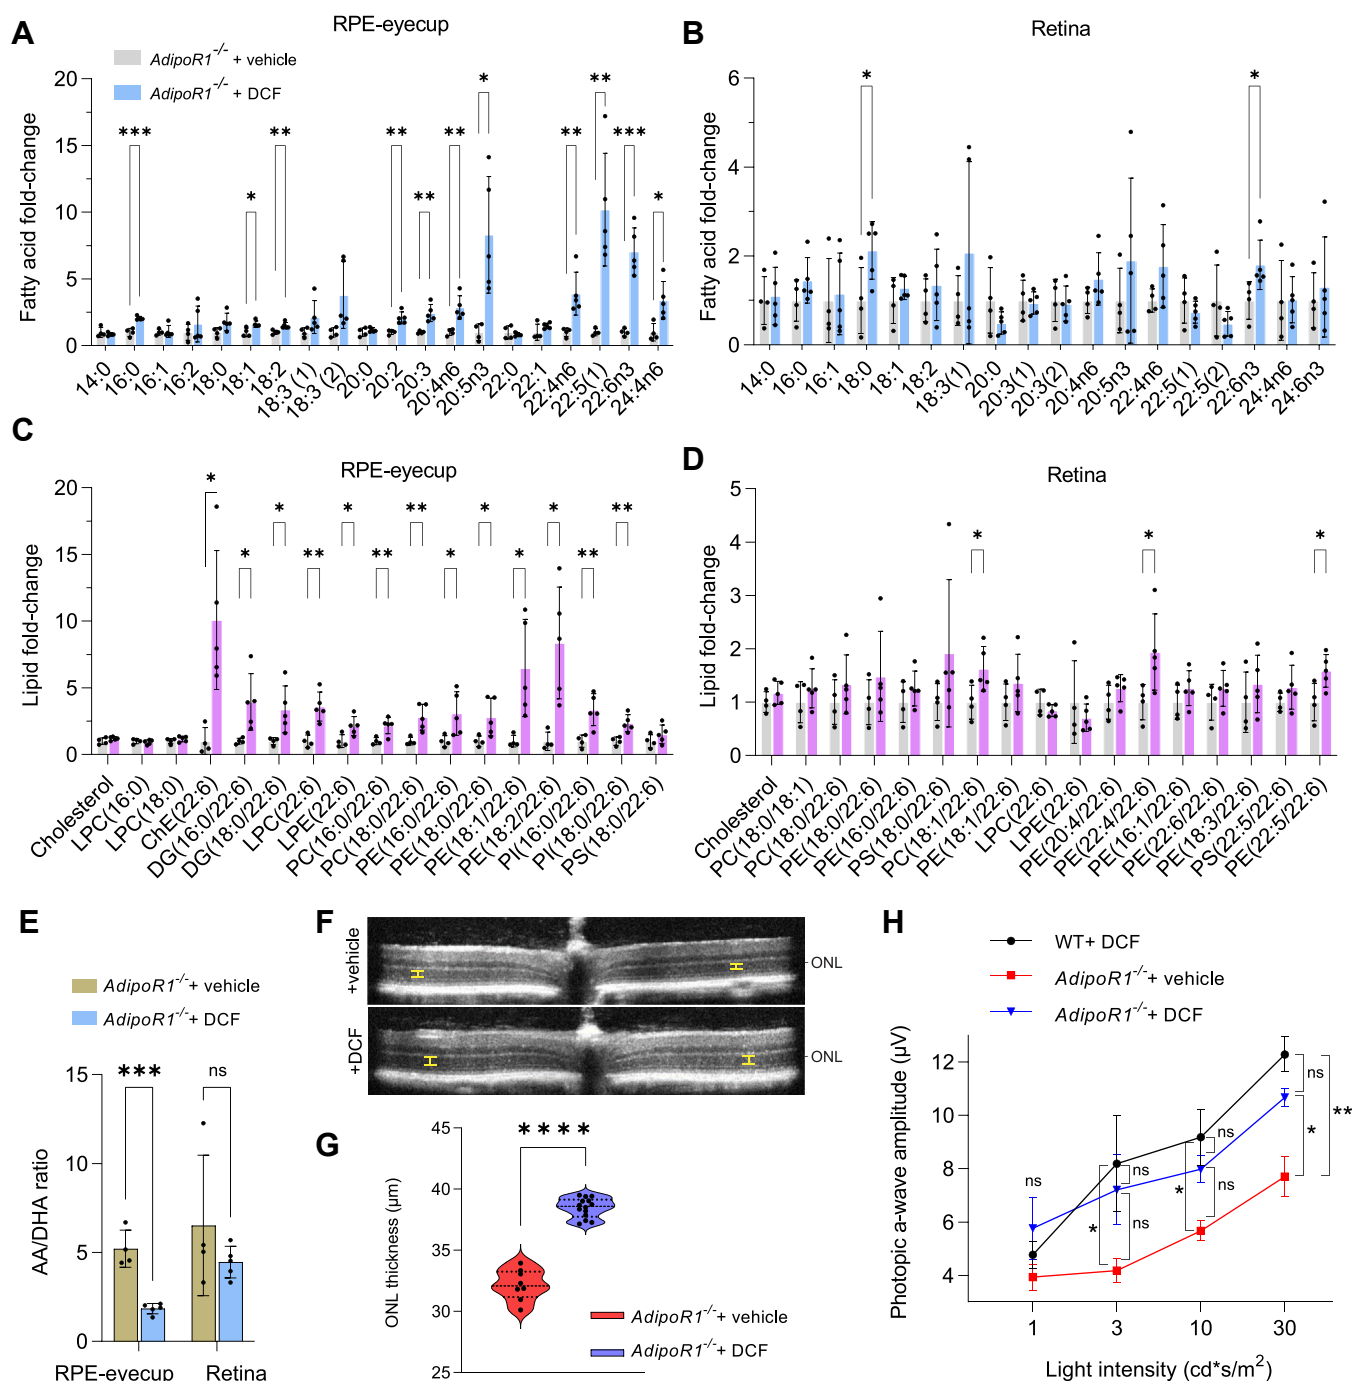 A
RPE-eyecup
AdipoR1-/- + vehicle
AdipoR1-/- + DCF
Fatty acid fold-change
20
15
10
5
0
***
*
**
**
**
**
*
**
**
***
*
14:0
16:0
16:1
16:2
18:0
18:1
18:2
18:3 (1)
18:3 (2)
20:0
20:2
20:3
20:4n6
20:5n3
22:0
22:1
22:4n6
22:5(1)
22:6n3
24:4n6
B
Retina
Fatty acid fold-change
6
4
2
0
*
*
14:0
16:0
16:1
18:0
18:1
18:2
18:3(1)
20:0
20:3(1)
20:3(2)
20:4n6
20:5n3
22:4n6
22:5(1)
22:5(2)
22:6n3
24:4n6
24:6n3
C
RPE-eyecup
Lipid fold-change
20
15
10
5
0
*
*
*
**
*
**
**
*
*
*
*
**
**
Cholesterol
LPC(16:0)
LPC(18:0)
ChE(22:6)
DG(16:0/22:6)
DG(18:0/22:6)
LPC(22:6)
LPE(22:6)
PC(16:0/22:6)
PC(18:0/22:6)
PE(16:0/22:6)
PE(18:0/22:6)
PE(18:1/22:6)
PE(18:2/22:6)
PI(16:0/22:6)
PI(18:0/22:6)
PS(18:0/22:6)
D
Retina
Lipid fold-change
5
4
3
2
1
0
*
*
*
Cholesterol
PC(18:0/18:1)
PC(18:0/22:6)
PE(18:0/22:6)
PE(16:0/22:6)
PS(18:0/22:6)
PC(18:1/22:6)
PE(18:1/22:6)
LPC(22:6)
LPE(22:6)
PE(20:4/22:6)
PE(22:4/22:6)
PE(16:1/22:6)
PE(22:6/22:6)
PE(18:3/22:6)
PS(22:5/22:6)
PE(22:5/22:6)
E
AdipoR1-/-+ vehicle
AdipoR1-/-+ DCF
AA/DHA ratio
15
10
5
0
***
ns
RPE-eyecup
Retina
F
+vehicle
ONL
+DCF
ONL
G
ONL thickness (µm)
45
40
35
30
25
****
AdipoR1-/-+ vehicle
AdipoR1-/-+ DCF
H
WT+ DCF
AdipoR1-/-+ vehicle
AdipoR1-/-+ DCF
Photopic a-wave amplitude (µV)
12
10
8
6
4
ns
ns
*
ns
ns
*
ns
ns
*
**
1
3
10
30
Light intensity (cd*s/m²)